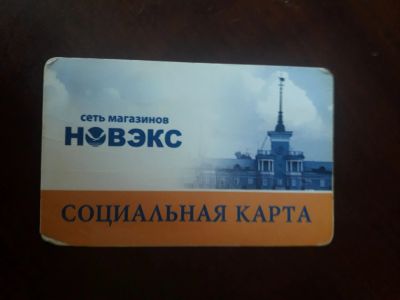 сеть магазинов
НОВЭКС
СОЦИАЛЬНАЯ КАРТА